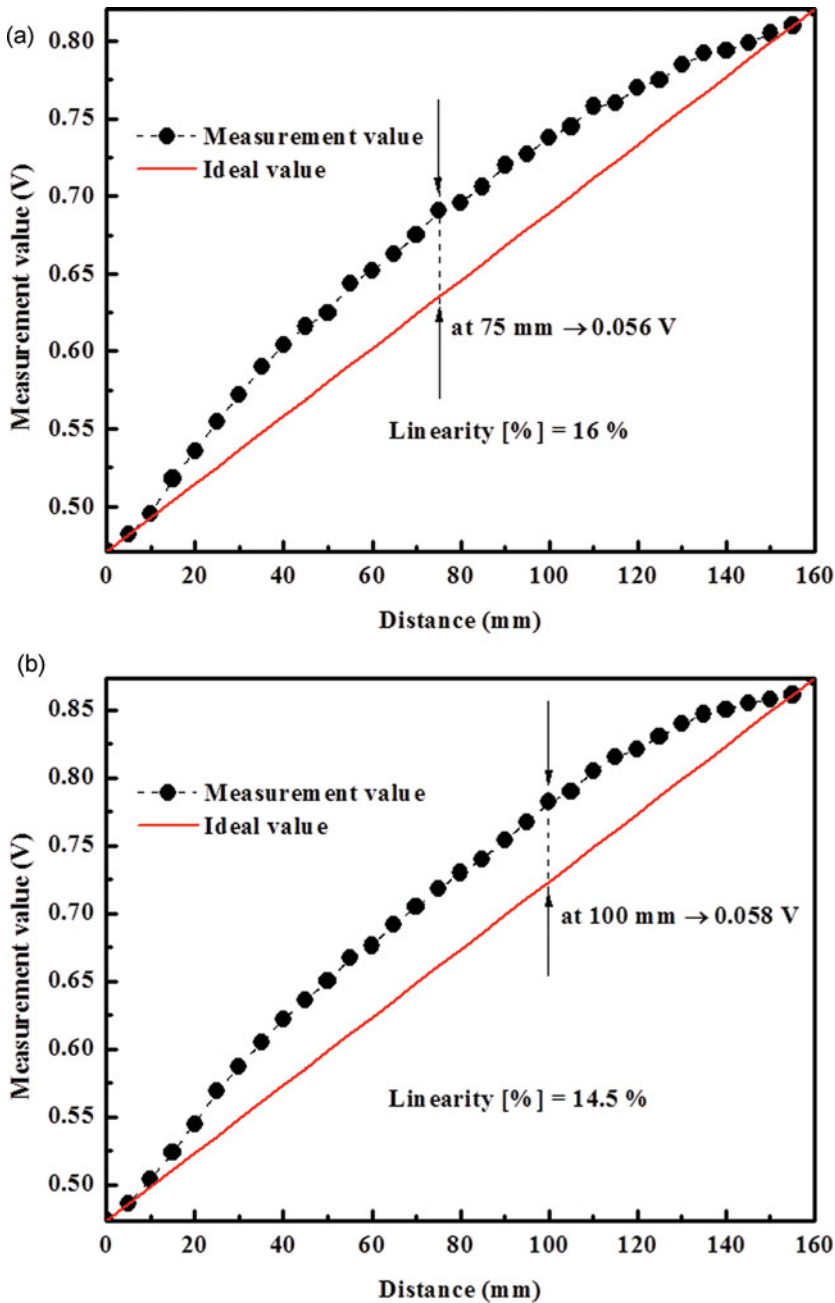 (a)
0.80
0.75
0.70
0.65
0.60
0.55
0.50
Measurement value (V)
Measurement value
Ideal value
at 75 mm → 0.056 V
Linearity [%] = 16 %
0 20 40 60 80 100 120 140 160
Distance (mm)
(b)
0.85
0.80
0.75
0.70
0.65
0.60
0.55
0.50
Measurement value (V)
Measurement value
Ideal value
at 100 mm → 0.058 V
Linearity [%] = 14.5 %
0 20 40 60 80 100 120 140 160
Distance (mm)